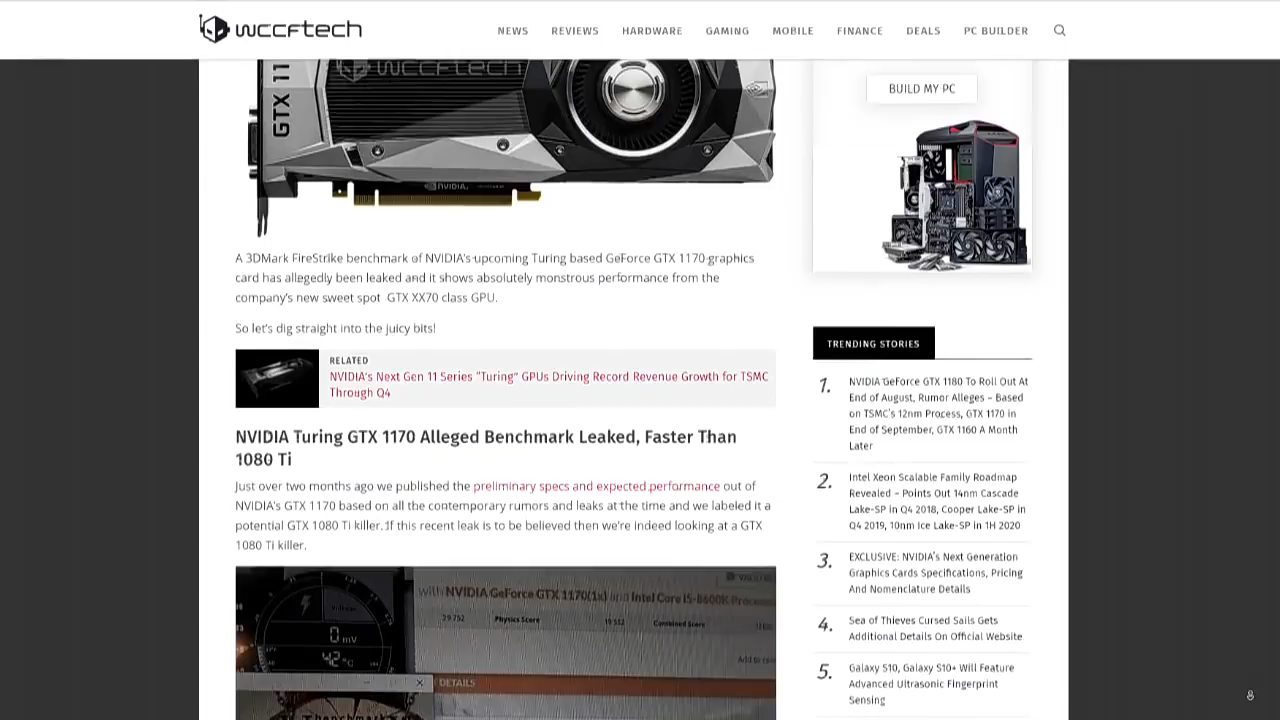 wccftech
NEWS REVIEWS HARDWARE GAMING MOBILE FINANCE DEALS PC BUILDER
WCCFTECH
GTX 11
NVIDIA.
BUILD MY PC
A 3DMark FireStrike benchmark of NVIDIA's upcoming Turing based GeForce GTX 1170 graphics
card has allegedly been leaked and it shows absolutely monstrous performance from the
company's new sweet spot GTX XX70 class GPU.
So let's dig straight into the juicy bits!
RELATED
NVIDIA's Next Gen 11 Series "Turing" GPUs Driving Record Revenue Growth for TSMC
Through Q4
NVIDIA Turing GTX 1170 Alleged Benchmark Leaked, Faster Than
1080 Ti
Just over two months ago we published the preliminary specs and expected performance out of
NVIDIA's GTX 1170 based on all the contemporary rumors and leaks at the time and we labeled it a
potential GTX 1080 Ti killer. If this recent leak is to be believed then we're indeed looking at a GTX
1080 Ti killer.
with NVIDIA GeForce GTX 1170(1x) and Intel Core i5-8600K Process
29 752 Physics Score Combined Score
0 mV
42 °C
DETAILS
TRENDING STORIES
1. NVIDIA GeForce GTX 1180 To Roll Out At
End of August, Rumor Alleges – Based
on TSMC's 12nm Process, GTX 1170 in
End of September, GTX 1160 A Month
Later
2. Intel Xeon Scalable Family Roadmap
Revealed – Points Out 14nm Cascade
Lake-SP in Q4 2018, Cooper Lake-SP in
Q4 2019, 10nm Ice Lake-SP in 1H 2020
3. EXCLUSIVE: NVIDIA's Next Generation
Graphics Cards Specifications, Pricing
And Nomenclature Details
4. Sea of Thieves Cursed Sails Gets
Additional Details On Official Website
5. Galaxy S10, Galaxy S10+ Will Feature
Advanced Ultrasonic Fingerprint
Sensing
8